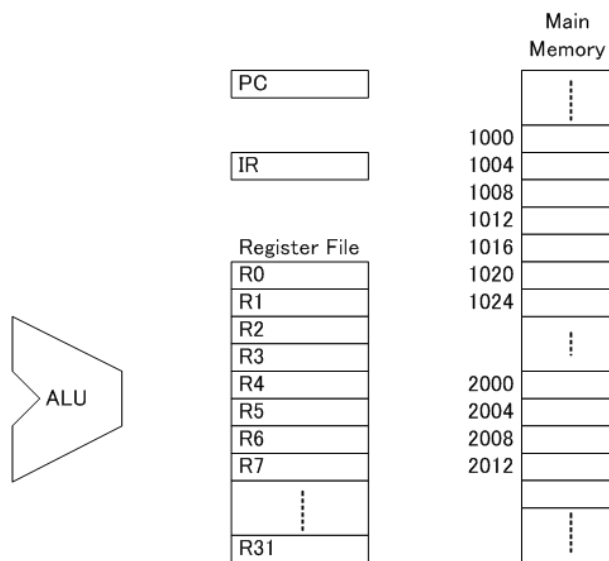 Main
Memory
PC
1000
IR
1004
1008
1012
Register File
1016
R0
1020
R1
1024
R2
R3
R4
2000
ALU
R5
2004
R6
2008
R7
2012
R31